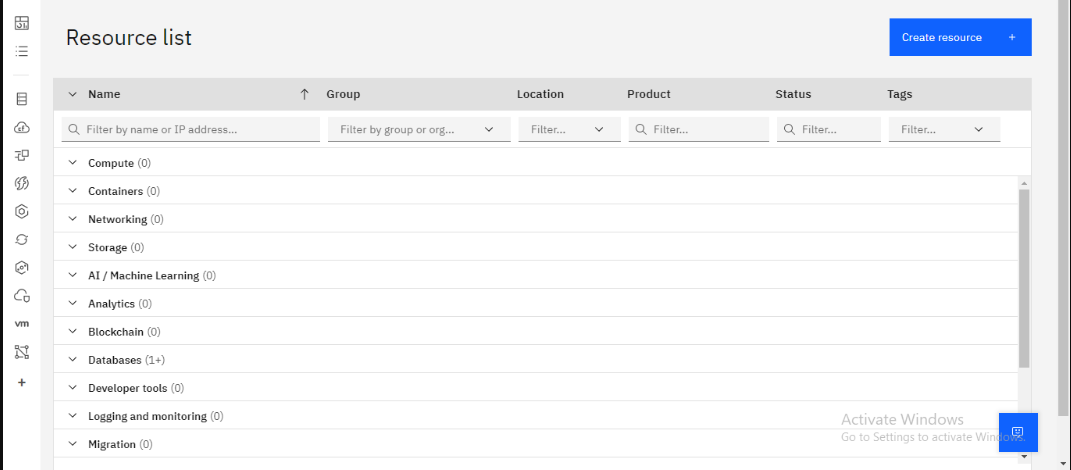 Resource list
Create resource +
Name Group Location Product Status Tags
Filter by name or IP address... Filter by group or org... Filter... Filter... Filter... Filter...
Compute (0)
Containers (0)
Networking (0)
Storage (0)
AI / Machine Learning (0)
Analytics (0)
Blockchain (0)
vm
Databases (1+)
Developer tools (0)
Logging and monitoring (0)
Migration (0)
Activate Windows
Go to Settings to activate Windows.